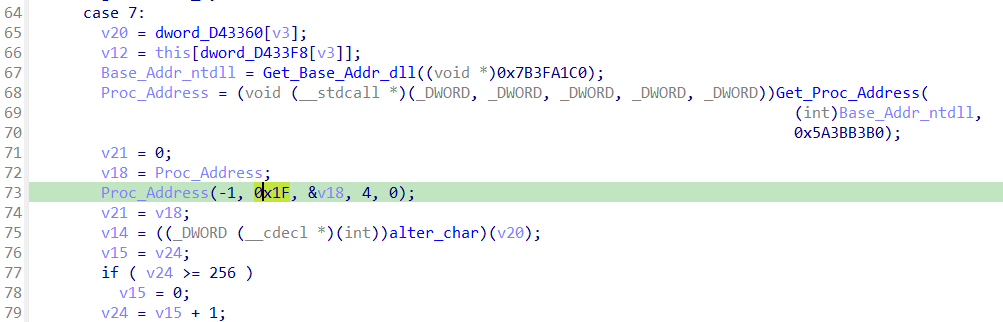 64 case 7:
65 v20 = dword_D43360[v3];
66 v12 = this[dword_D433F8[v3]];
67 Base_Addr_ntdll = Get_Base_Addr_dll((void *)0x7B3FA1C0);
68 Proc_Address = (void (__stdcall *)(_DWORD, _DWORD, _DWORD, _DWORD, _DWORD))Get_Proc_Address(
69 (int)Base_Addr_ntdll,
70 0x5A3BB3B0);
71 v21 = 0;
72 v18 = Proc_Address;
73 Proc_Address(-1, 0x1F, &v18, 4, 0);
74 v21 = v18;
75 v14 = ((_DWORD (__cdecl *)(int))alter_char)(v20);
76 v15 = v24;
77 if ( v24 >= 256 )
78 v15 = 0;
79 v24 = v15 + 1;